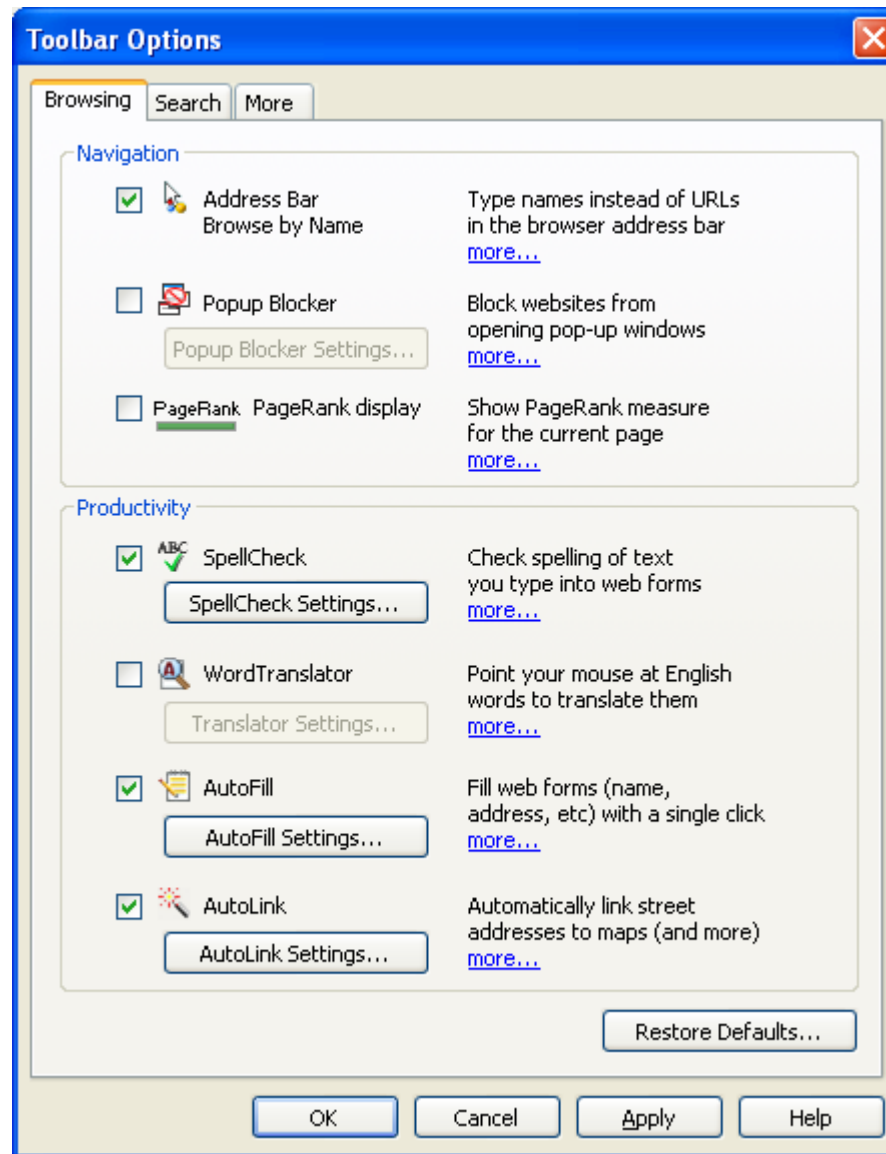 Toolbar Options
Browsing Search More
Navigation
Address Bar
Browse by Name
Type names instead of URLs
in the browser address bar
more...
Popup Blocker
Popup Blocker Settings...
Block websites from
opening pop-up windows
more...
PageRank PageRank display
Show PageRank measure
for the current page
more...
Productivity
ABC SpellCheck
SpellCheck Settings...
Check spelling of text
you type into web forms
more...
A WordTranslator
Translator Settings...
Point your mouse at English
words to translate them
more...
AutoFill
AutoFill Settings...
Fill web forms (name,
address, etc) with a single click
more...
AutoLink
AutoLink Settings...
Automatically link street
addresses to maps (and more)
more...
Restore Defaults...
OK Cancel Apply Help